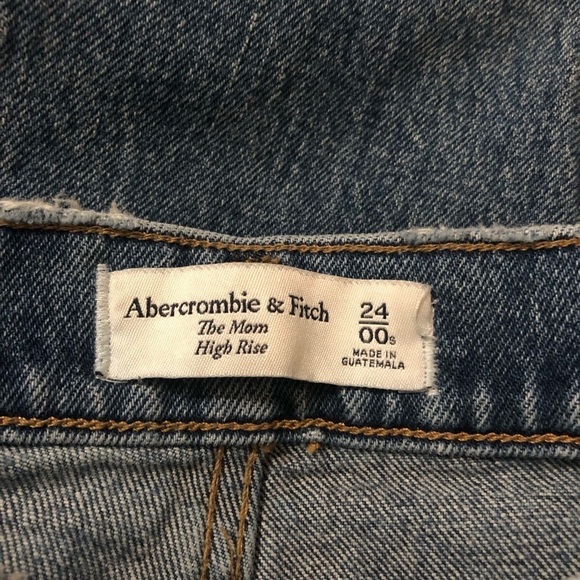 Abercrombie & Fitch
The Mom
High Rise
24
00s
MADE IN
GUATEMALA